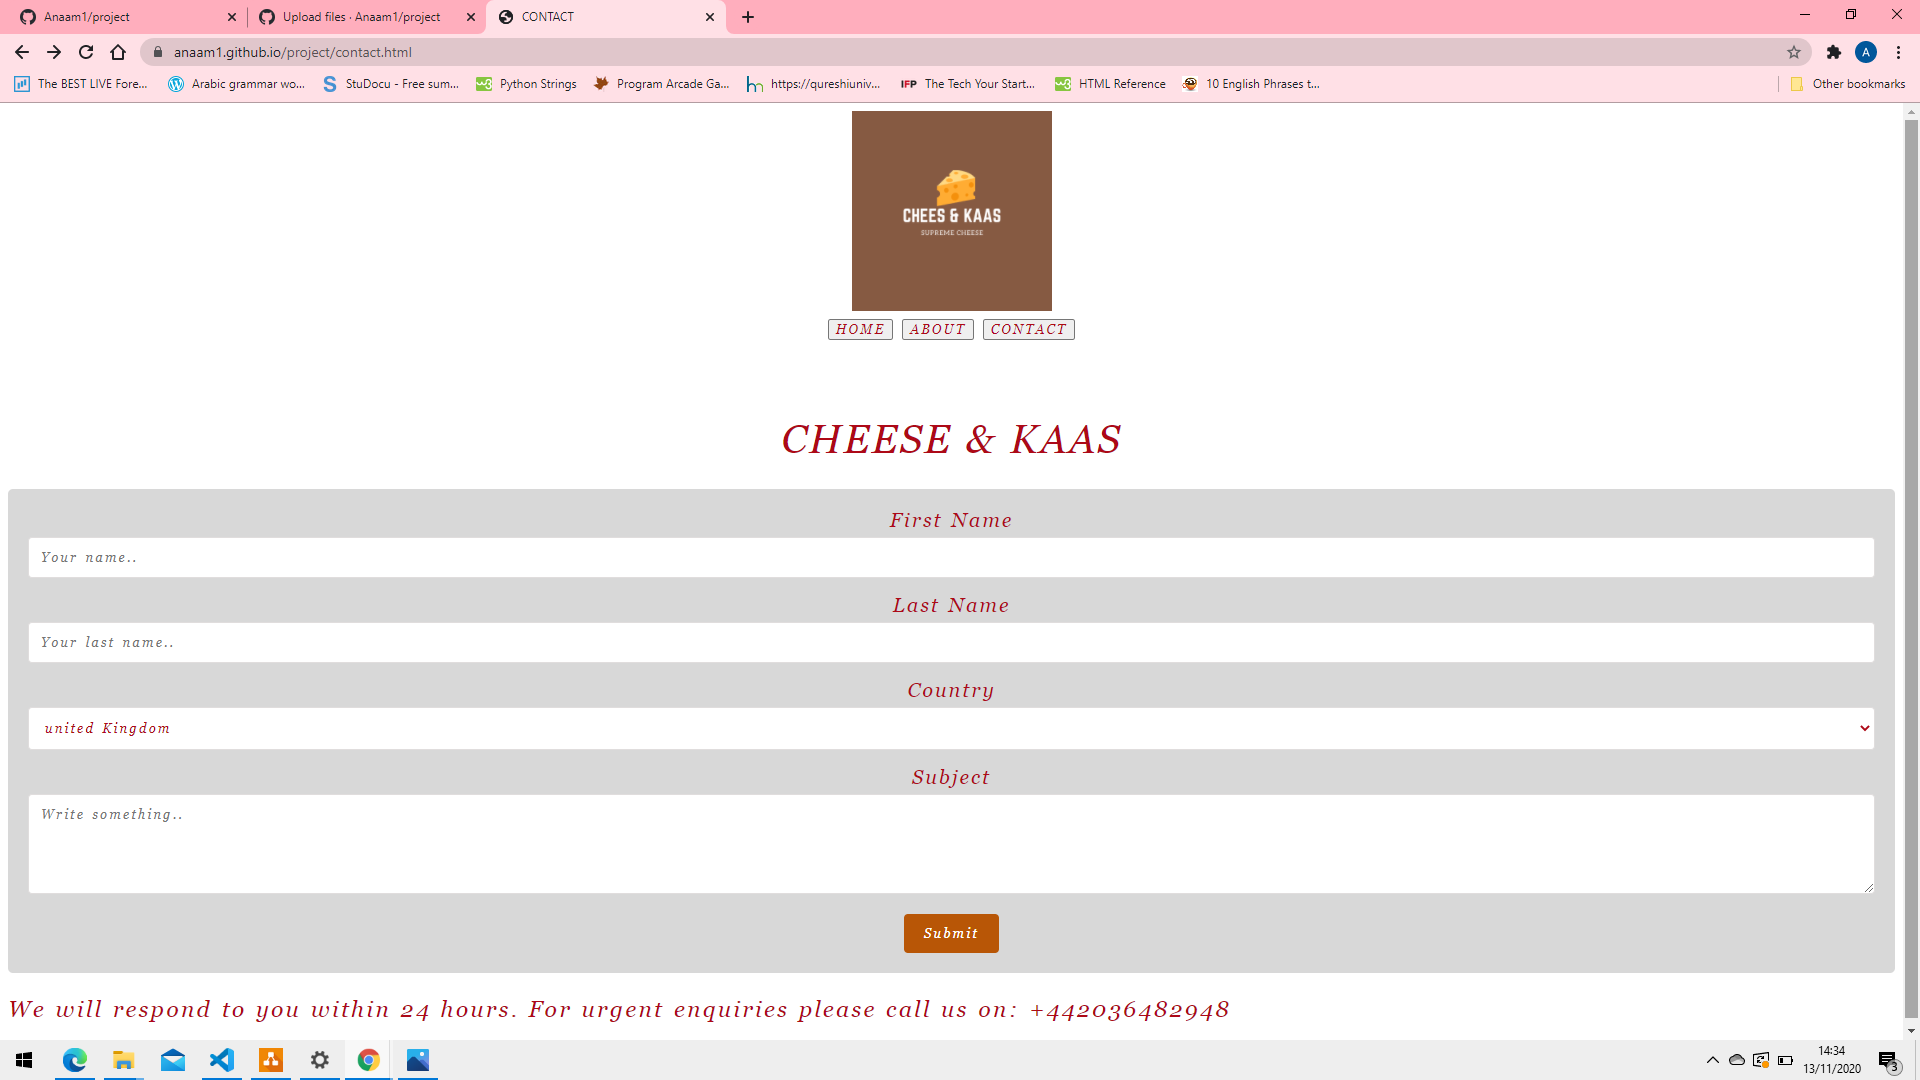 Anaam1/project
Upload files · Anaam1/project
CONTACT
anaam1.github.io/project/contact.html
A
The BEST LIVE Fore...
Arabic grammar wo...
StuDocu - Free sum...
Python Strings
Program Arcade Ga...
https://qureshiuniv...
IFP
The Tech Your Start...
HTML Reference
10 English Phrases t...
Other bookmarks
CHEES & KAAS
SUPREME CHEESE
HOME
ABOUT
CONTACT
CHEESE & KAAS
First Name
Your name..
Last Name
Your last name..
Country
united Kingdom
Subject
Write something..
Submit
We will respond to you within 24 hours. For urgent enquiries please call us on: +442036482948
14:34
13/11/2020
3